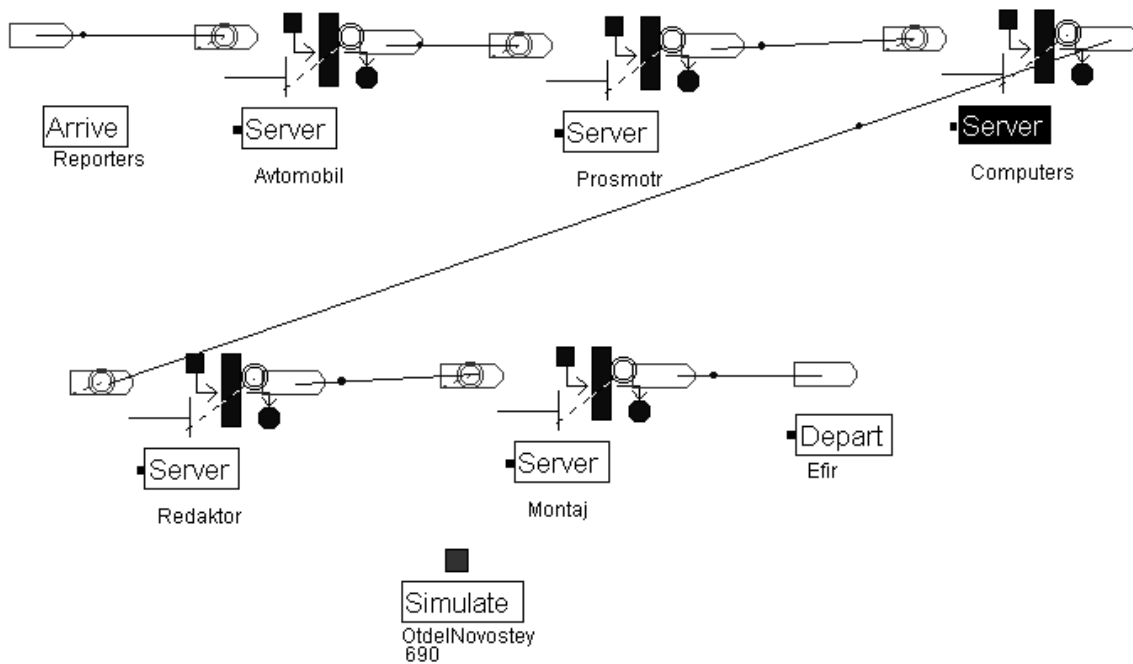 Arrive
Reporters
Server
Avtomobil
Server
Prosmotr
Server
Computers
Server
Redaktor
Server
Montaj
Depart
Efir
Simulate
OtdelNovostey
690